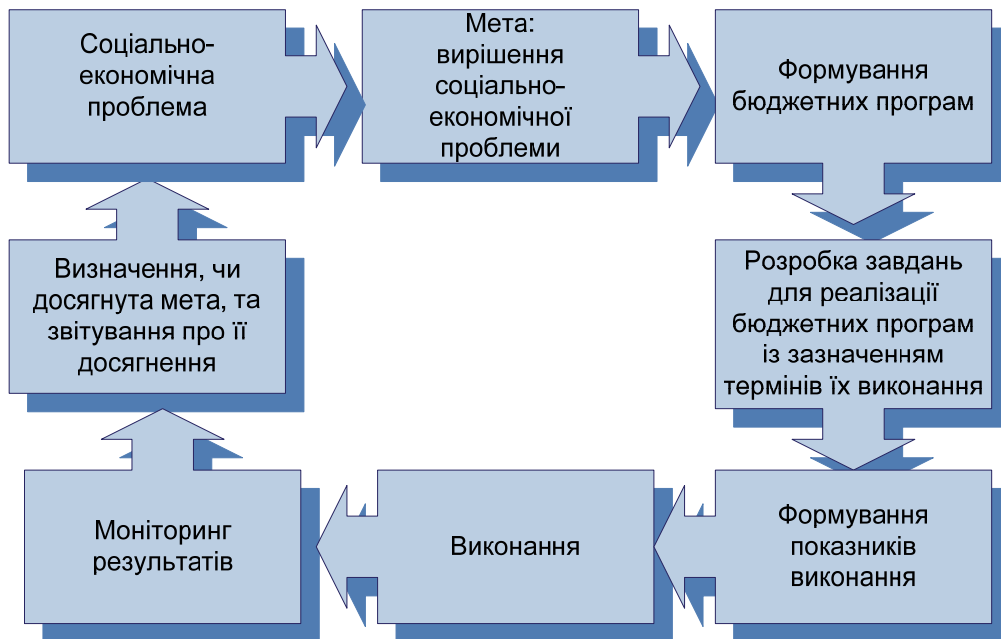 Соціально-
економічна
проблема
Мета:
вирішення
соціально-
економічної
проблеми
Формування
бюджетних програм
Розробка завдань
для реалізації
бюджетних програм
із зазначенням
термінів їх виконання
Формування
показників
виконання
Виконання
Моніторинг
результатів
Визначення, чи
досягнута мета, та
звітування про її
досягнення